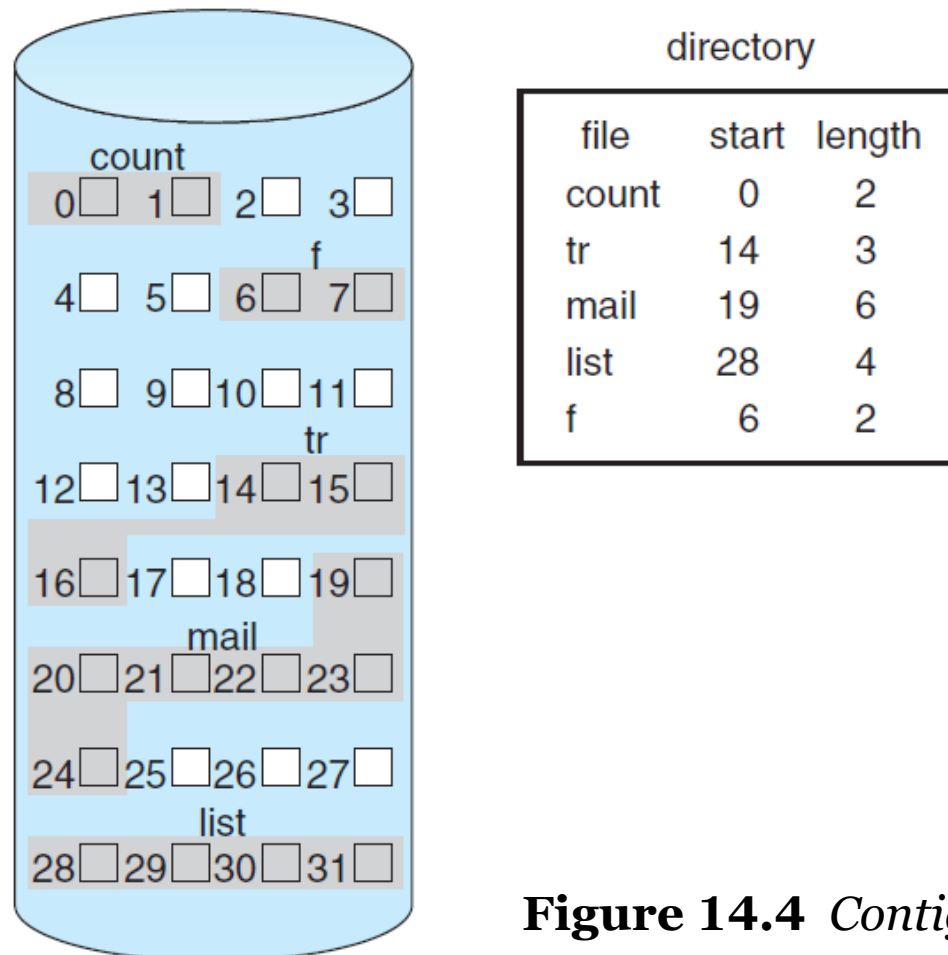 count
0 1 2 3
f
4 5 6 7
8 9 10 11
tr
12 13 14 15
16 17 18 19
mail
20 21 22 23
24 25 26 27
list
28 29 30 31
directory
file start length
count 0 2
tr 14 3
mail 19 6
list 28 4
f 6 2
Figure 14.4